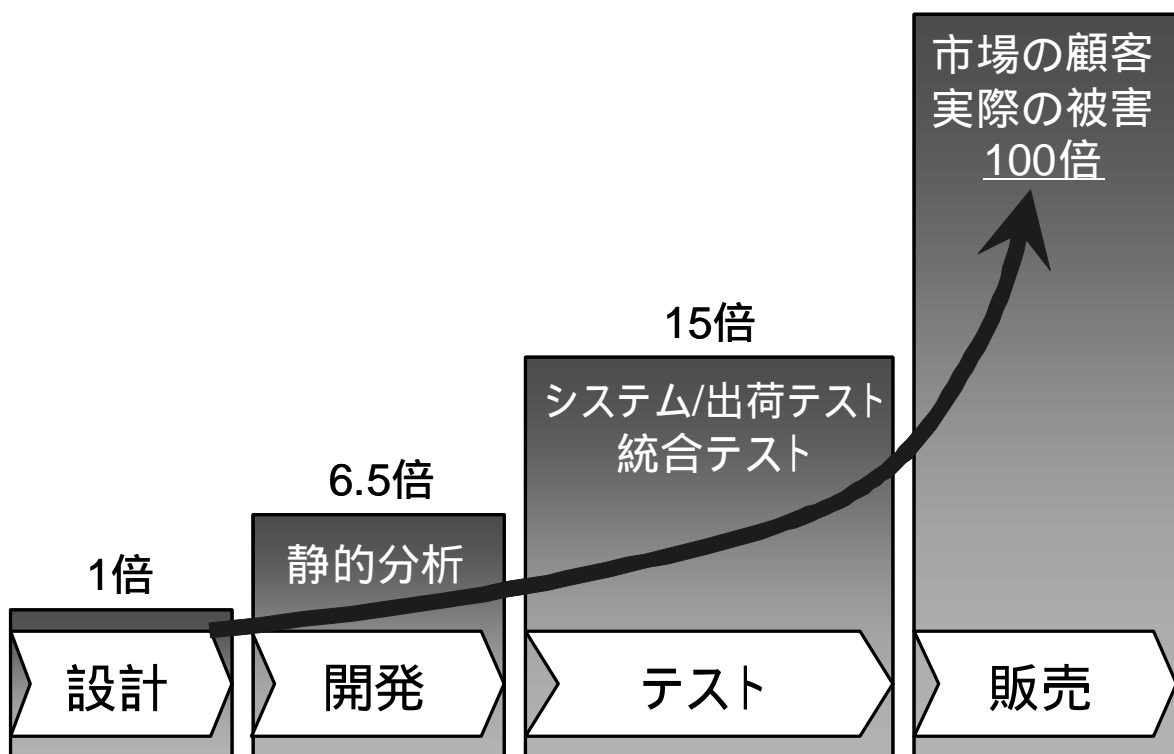 1倍
設計
6.5倍
静的分析
開発
15倍
システム/出荷テスト
統合テスト
テスト
市場の顧客
実際の被害
100倍
販売